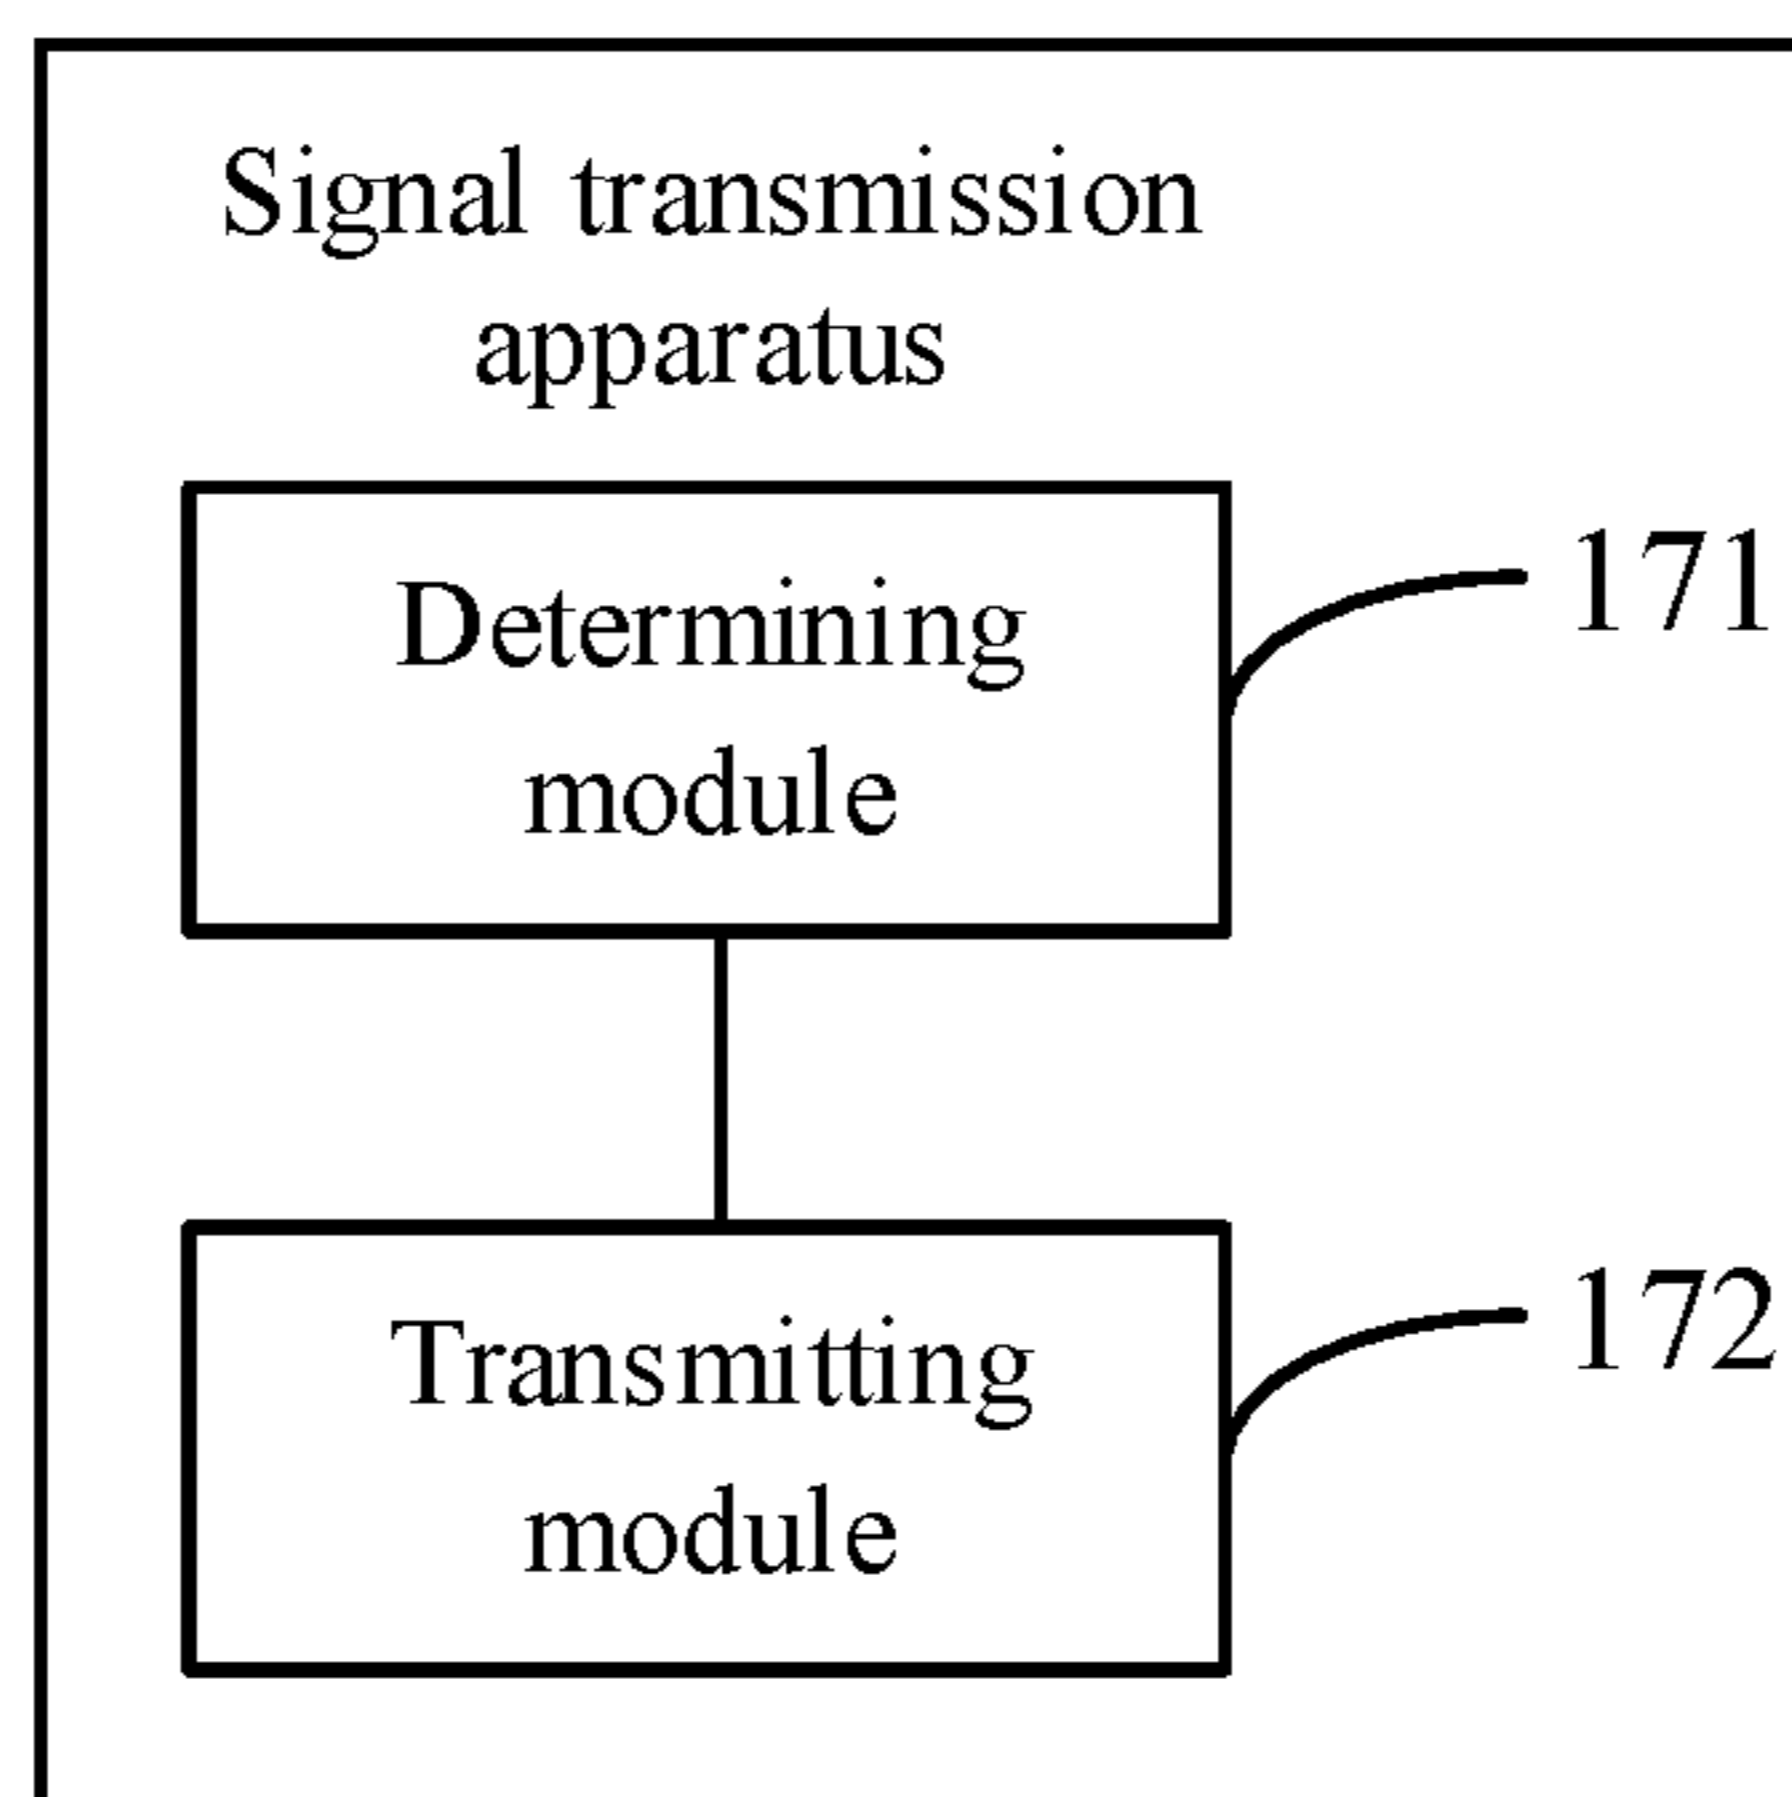 Signal transmission
apparatus
Determining
module
171
Transmitting
module
172